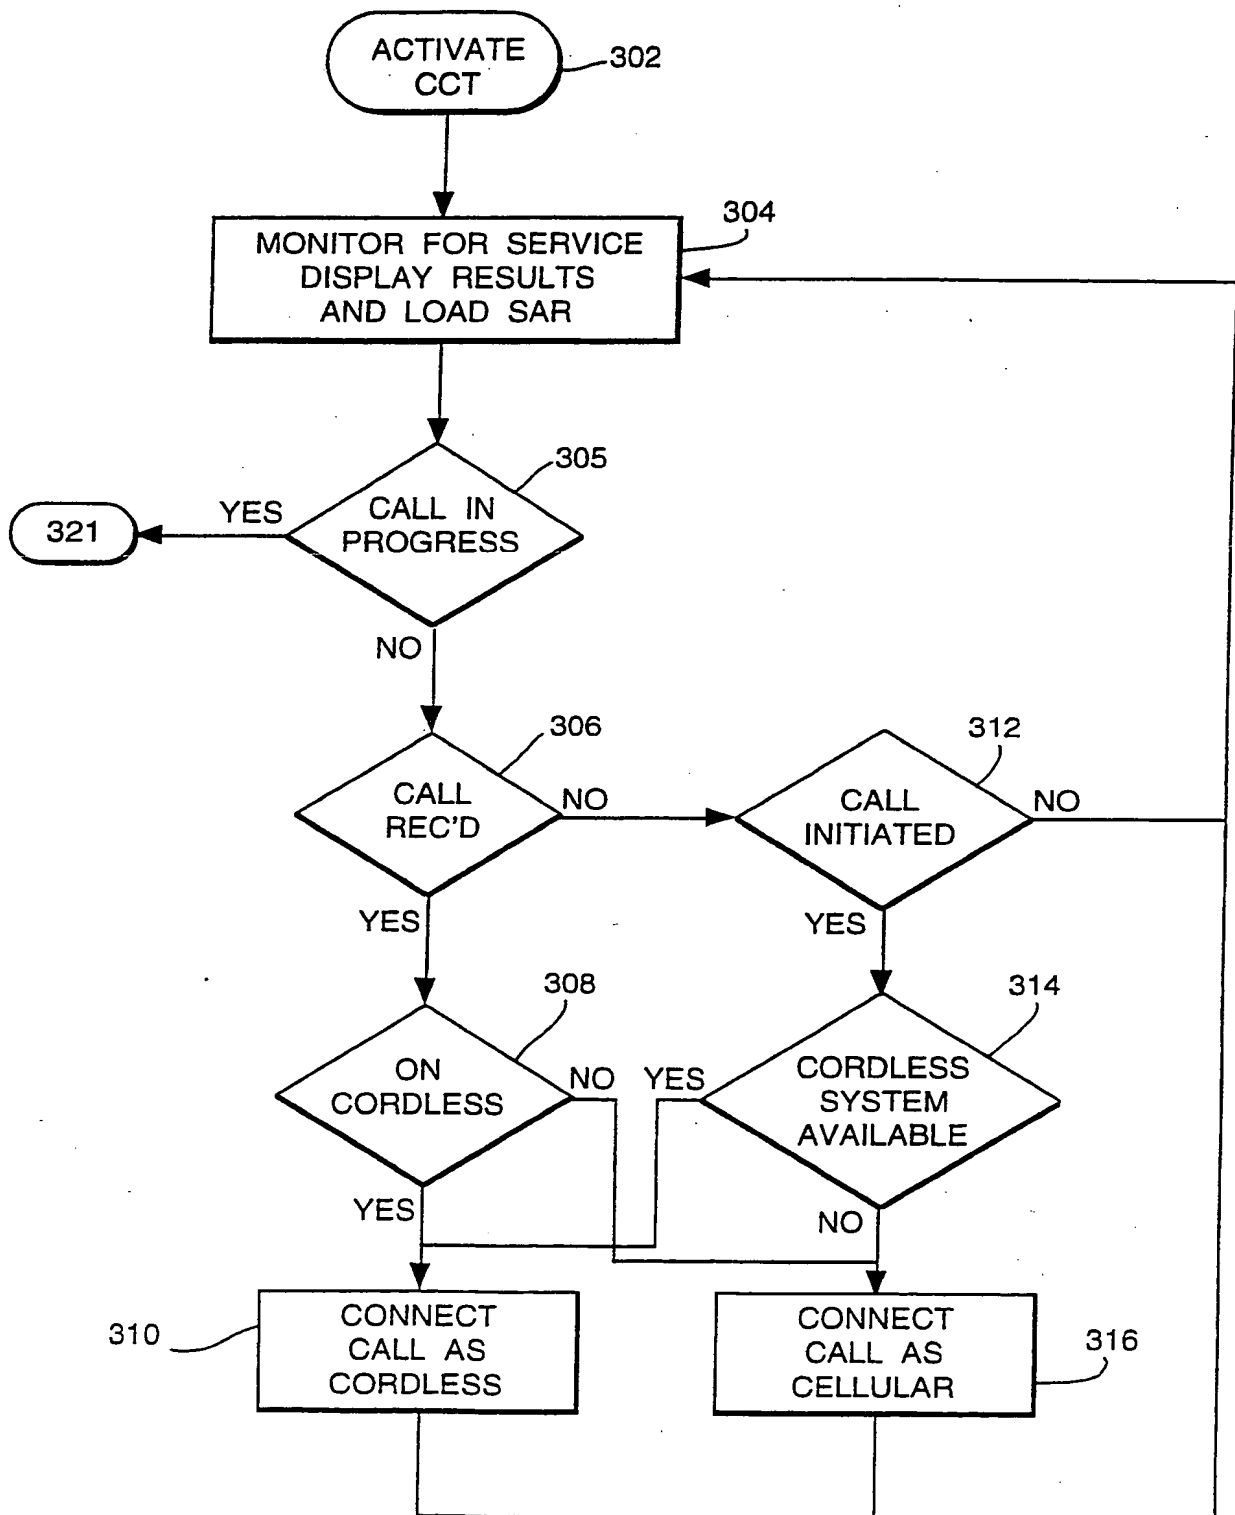 ACTIVATE
CCT
302
304
MONITOR FOR SERVICE
DISPLAY RESULTS
AND LOAD SAR
305
CALL IN
PROGRESS
YES
321
NO
306
CALL
REC'D
NO
312
CALL
INITIATED
NO
YES
YES
308
ON
CORDLESS
NO
YES
314
CORDLESS
SYSTEM
AVAILABLE
YES
NO
310
CONNECT
CALL AS
CORDLESS
CONNECT
CALL AS
CELLULAR
316